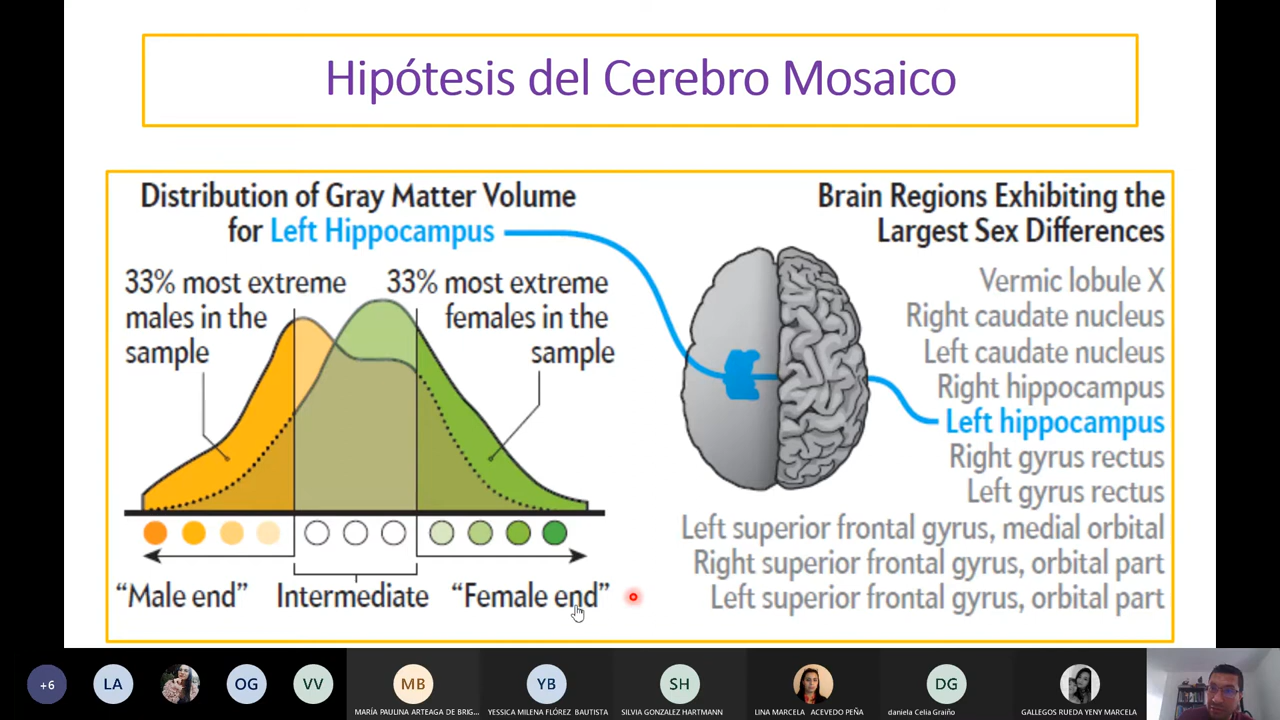 Hipótesis del Cerebro Mosaico
Distribution of Gray Matter Volume
for Left Hippocampus
33% most extreme
males in the
sample
33% most extreme
females in the
sample
“Male end”
Intermediate
“Female end”
Brain Regions Exhibiting the
Largest Sex Differences
Vermic lobule X
Right caudate nucleus
Left caudate nucleus
Right hippocampus
Left hippocampus
Right gyrus rectus
Left gyrus rectus
Left superior frontal gyrus, medial orbital
Right superior frontal gyrus, orbital part
Left superior frontal gyrus, orbital part
+6
LA
OG
VV
MB
YB
SH
DG
MARÍA PAULINA ARTEAGA DE BRIG...
YESSICA MILENA FLÓREZ BAUTISTA
SILVIA GONZALEZ HARTMANN
LINA MARCELA ACEVEDO PEÑA
daniela Celia Graiño
GALLEGOS RUEDA YENY MARCELA